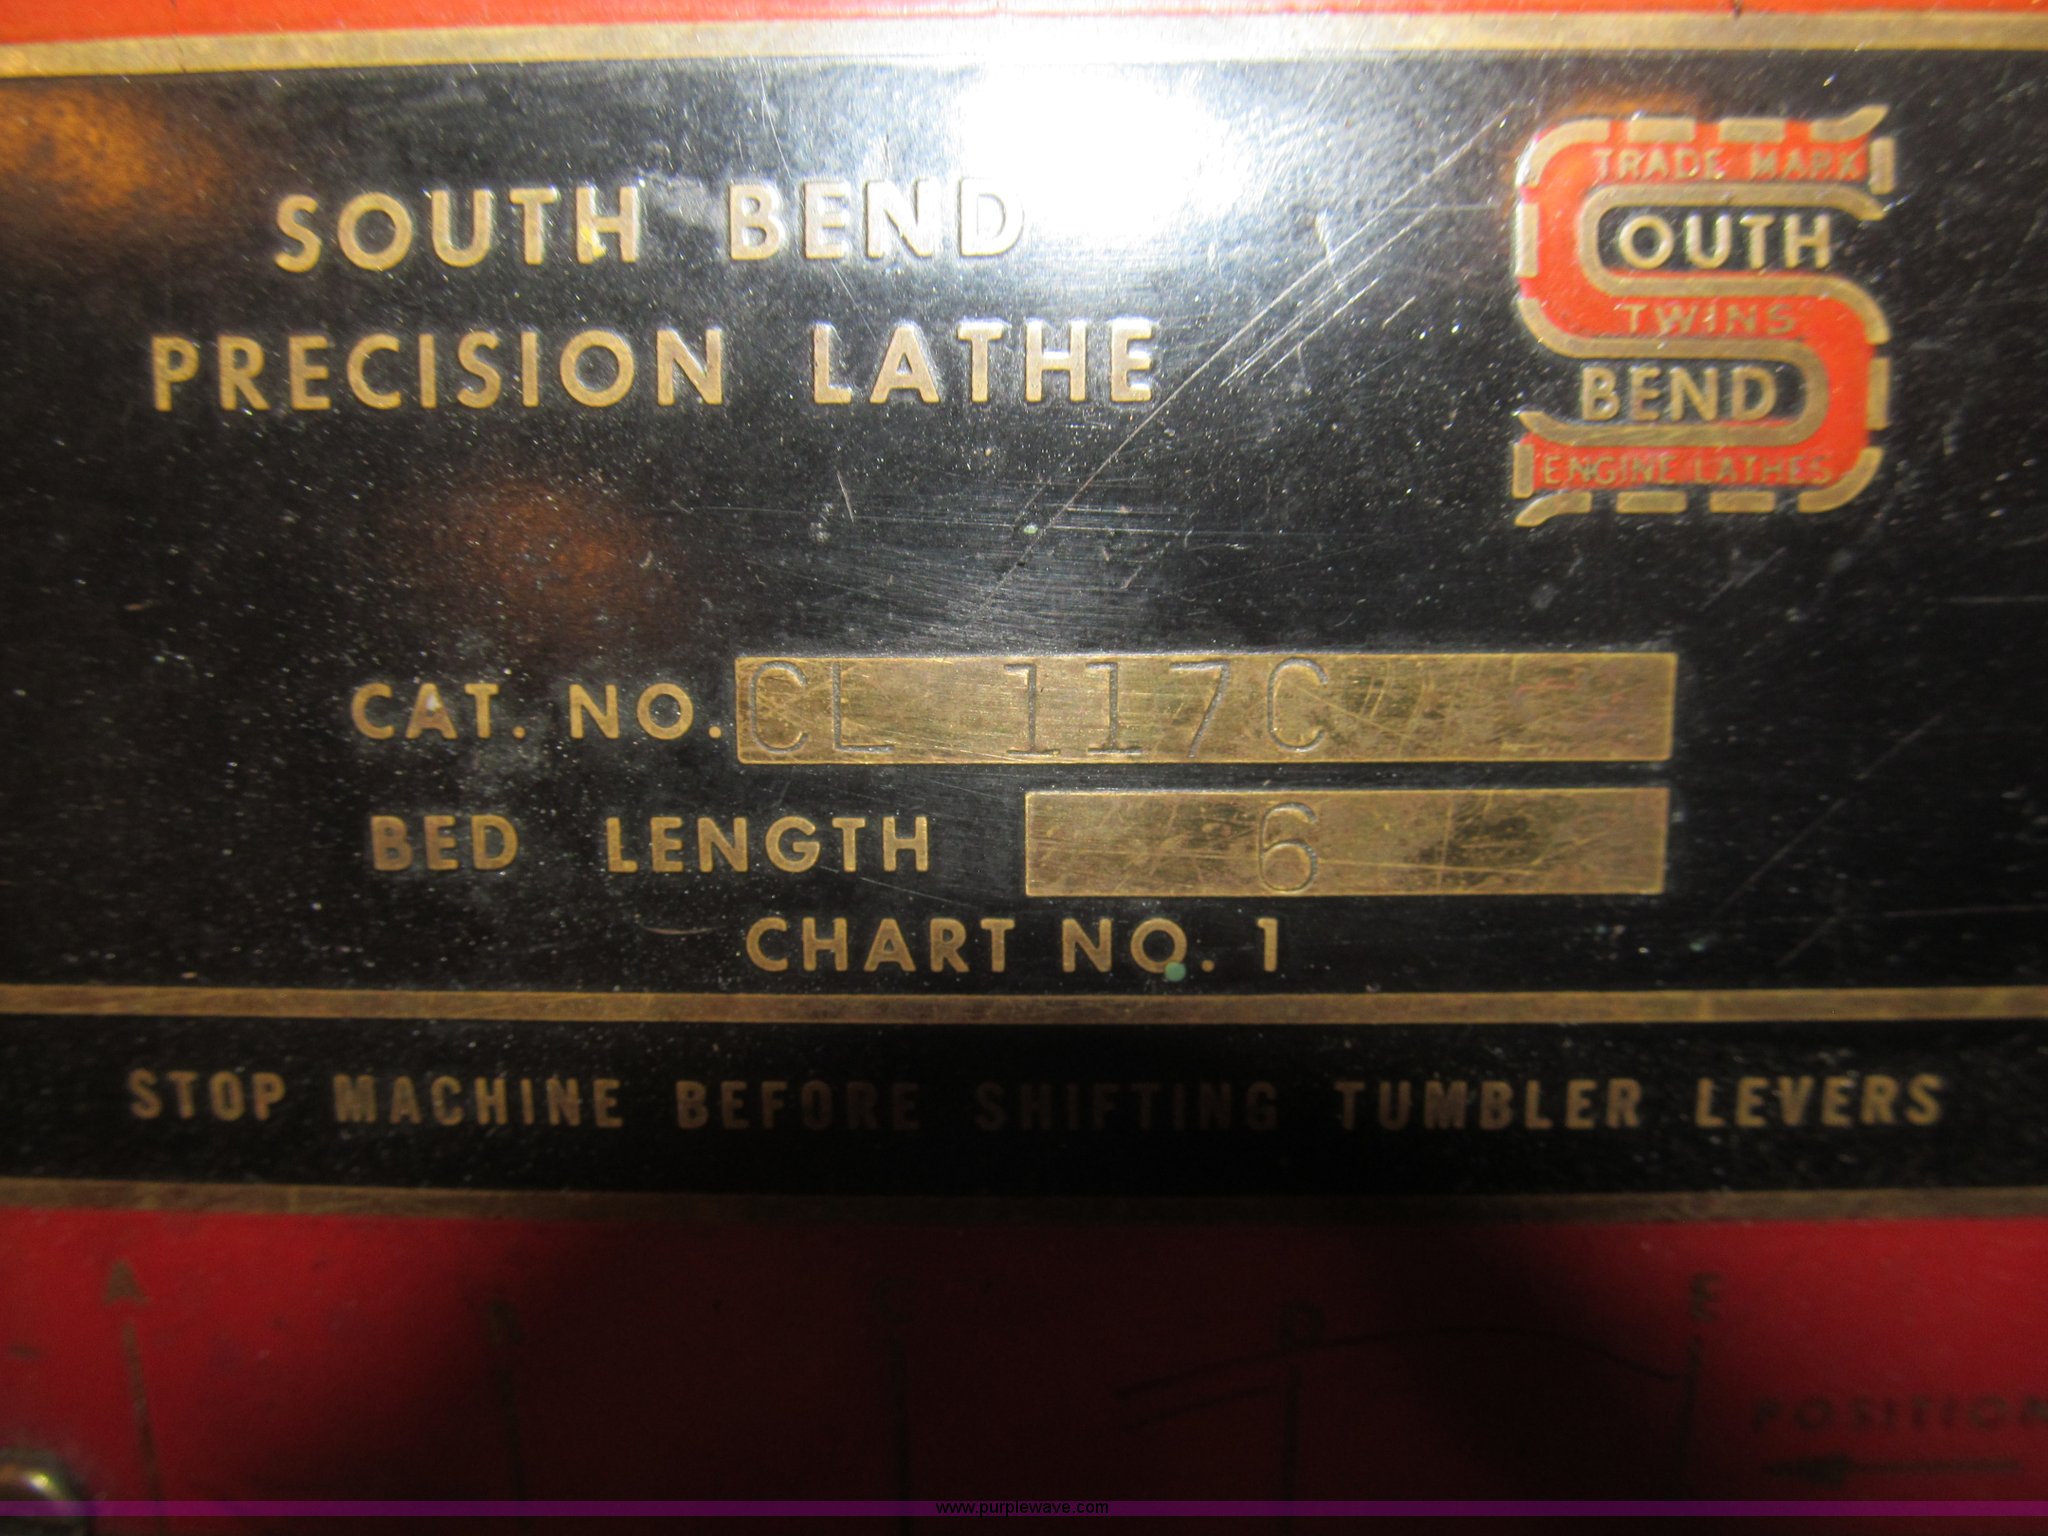 SOUTH BEND
PRECISION LATHE
TRADE MARK
SOUTH
TWINS
BEND
ENGINE LATHES
CAT. NO. CL 117C
BED LENGTH 6
CHART NO. 1
STOP MACHINE BEFORE SHIFTING TUMBLER LEVERS
A B C D E
POSITION
www.purplewave.com